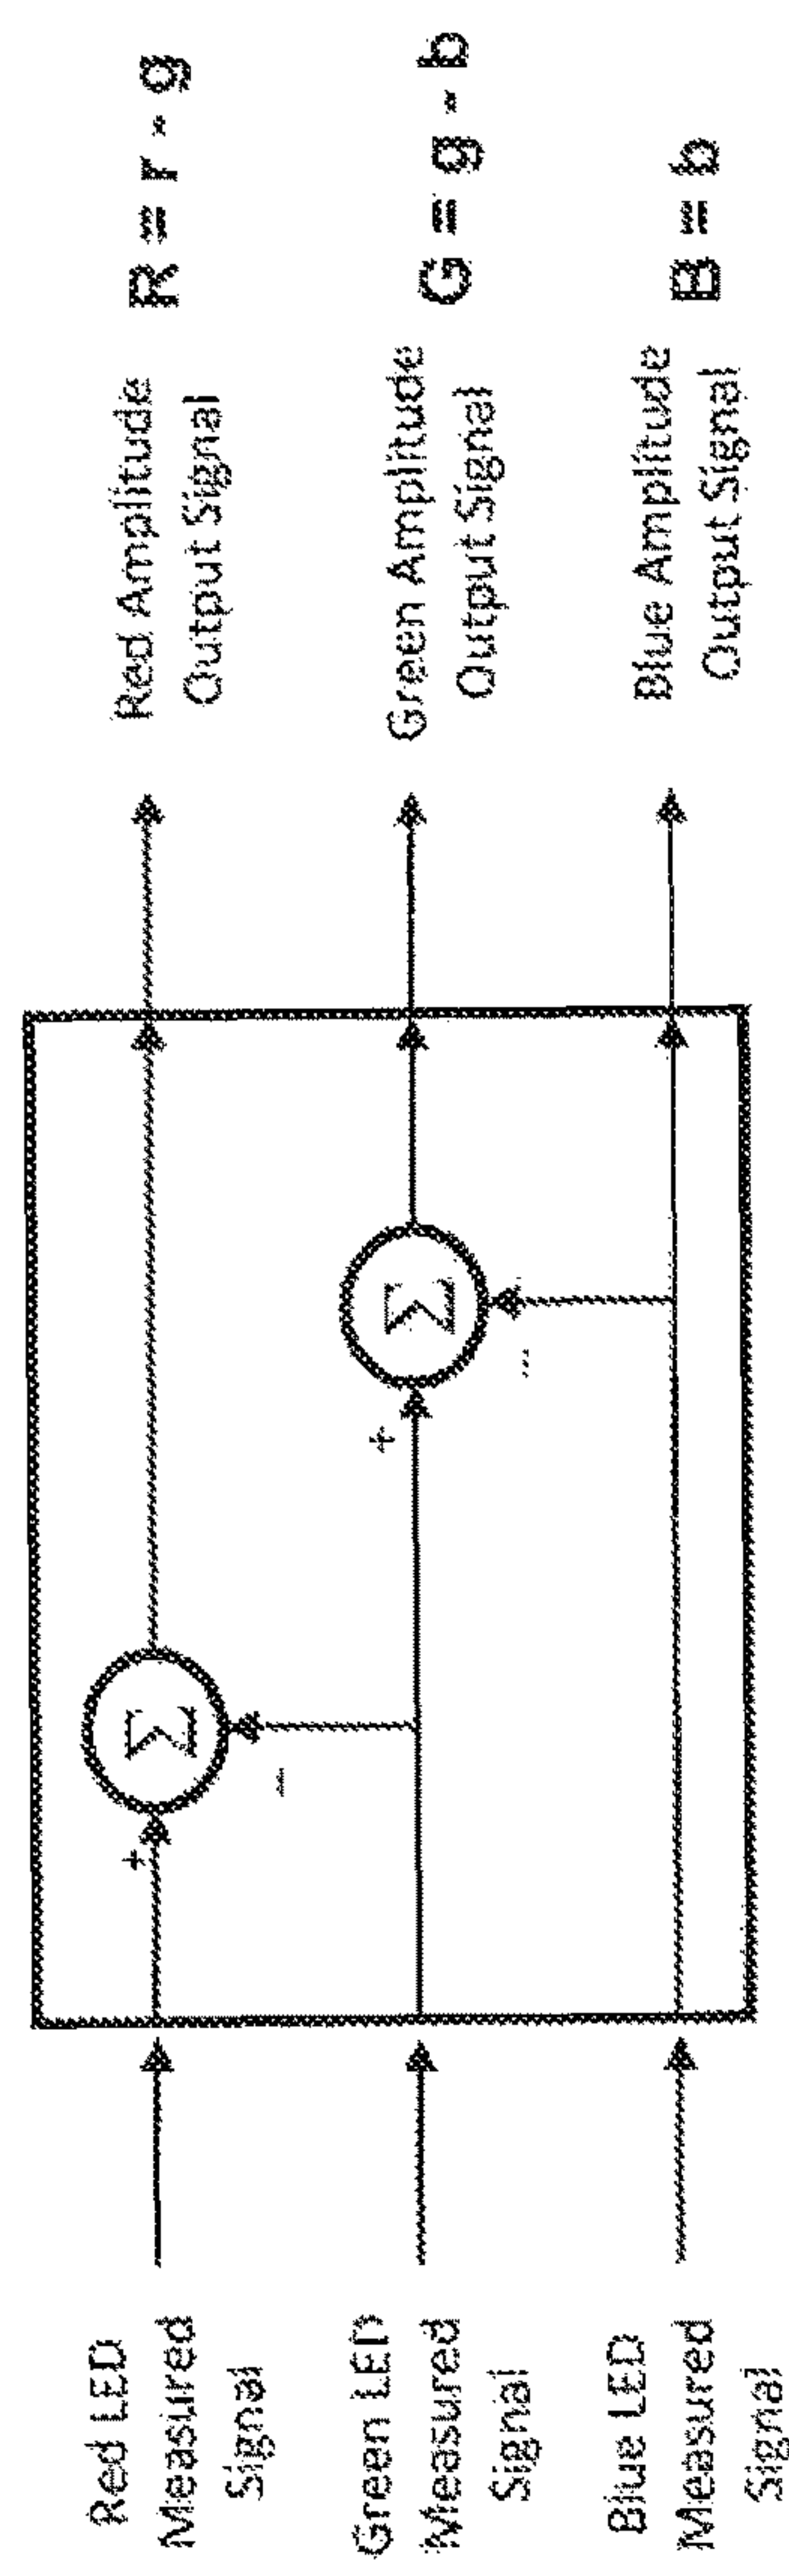 Red LED
Measured
Signal
Green LED
Measured
Signal
Blue LED
Measured
Signal
+
-
Σ
+
-
Σ
Red Amplitude
Output Signal
R = r - g
Green Amplitude
Output Signal
G = g - b
Blue Amplitude
Output Signal
B = b